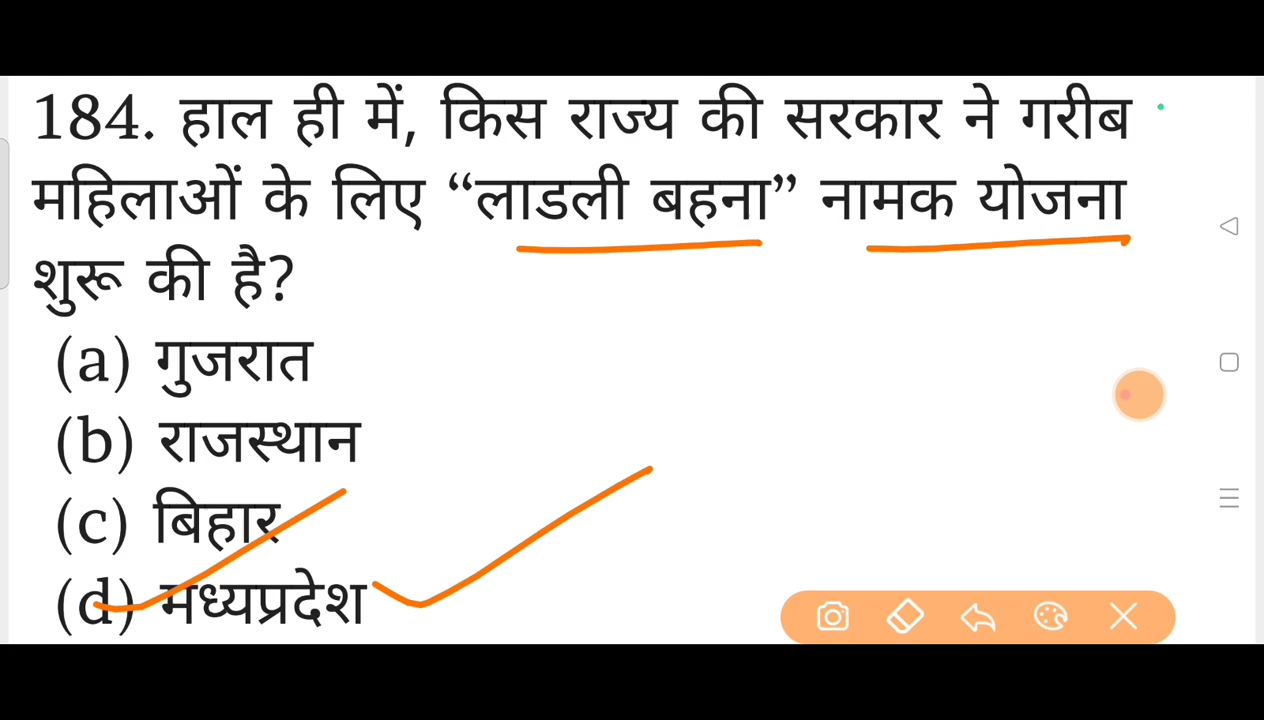 184. हाल ही में, किस राज्य की सरकार ने गरीब
महिलाओं के लिए “लाडली बहना” नामक योजना
शुरू की है?
(a) गुजरात
(b) राजस्थान
(c) बिहार
(d) मध्यप्रदेश